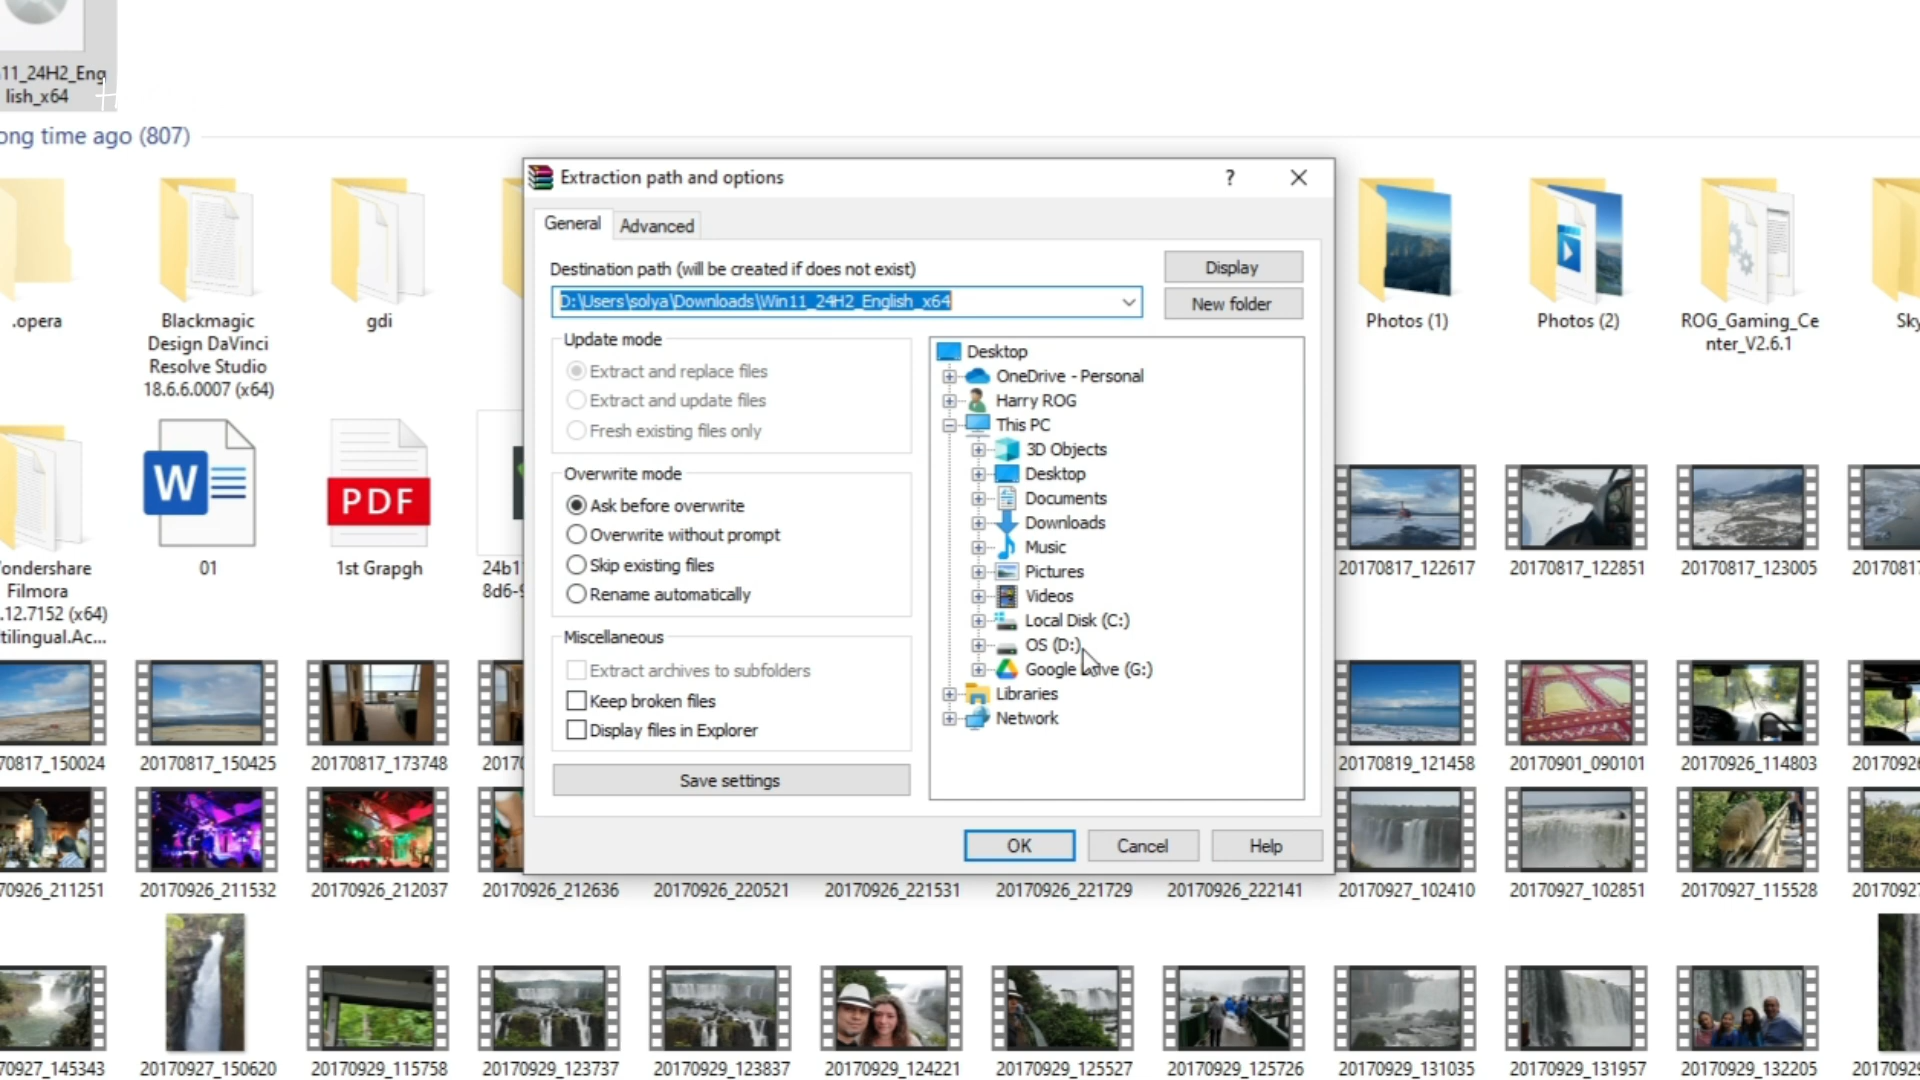 11_24H2_Eng
lish_x64
ong time ago (807)
.opera
Blackmagic
Design DaVinci
Resolve Studio
18.6.6.0007 (x64)
gdi
Photos (1)
Photos (2)
ROG_Gaming_Ce
nter_V2.6.1
Sky
ondershare
Filmora
.12.7152 (x64)
tilingual.Ac...
W
01
PDF
1st Grapgh
24b1
8d6-9
20170817_122617
20170817_122851
20170817_123005
2017081
70817_150024
20170817_150425
20170817_173748
2017
20170819_121458
20170901_090101
20170926_114803
2017092
70926_211251
20170926_211532
20170926_212037
20170926_212636
20170926_220521
20170926_221531
20170926_221729
20170926_222141
20170927_102410
20170927_102851
20170927_115528
2017092
70927_145343
20170927_150620
20170929_115758
20170929_123737
20170929_123837
20170929_124221
20170929_125527
20170929_125726
20170929_131035
20170929_131957
20170929_132205
2017092
Extraction path and options
?
General
Advanced
Destination path (will be created if does not exist)
D:\Users\solya\Downloads\Win11_24H2_English_x64
Display
New folder
Update mode
Extract and replace files
Extract and update files
Fresh existing files only
Overwrite mode
Ask before overwrite
Overwrite without prompt
Skip existing files
Rename automatically
Miscellaneous
Extract archives to subfolders
Keep broken files
Display files in Explorer
Save settings
Desktop
OneDrive - Personal
Harry ROG
This PC
3D Objects
Desktop
Documents
Downloads
Music
Pictures
Videos
Local Disk (C:)
OS (D:)
Google Drive (G:)
Libraries
Network
OK
Cancel
Help